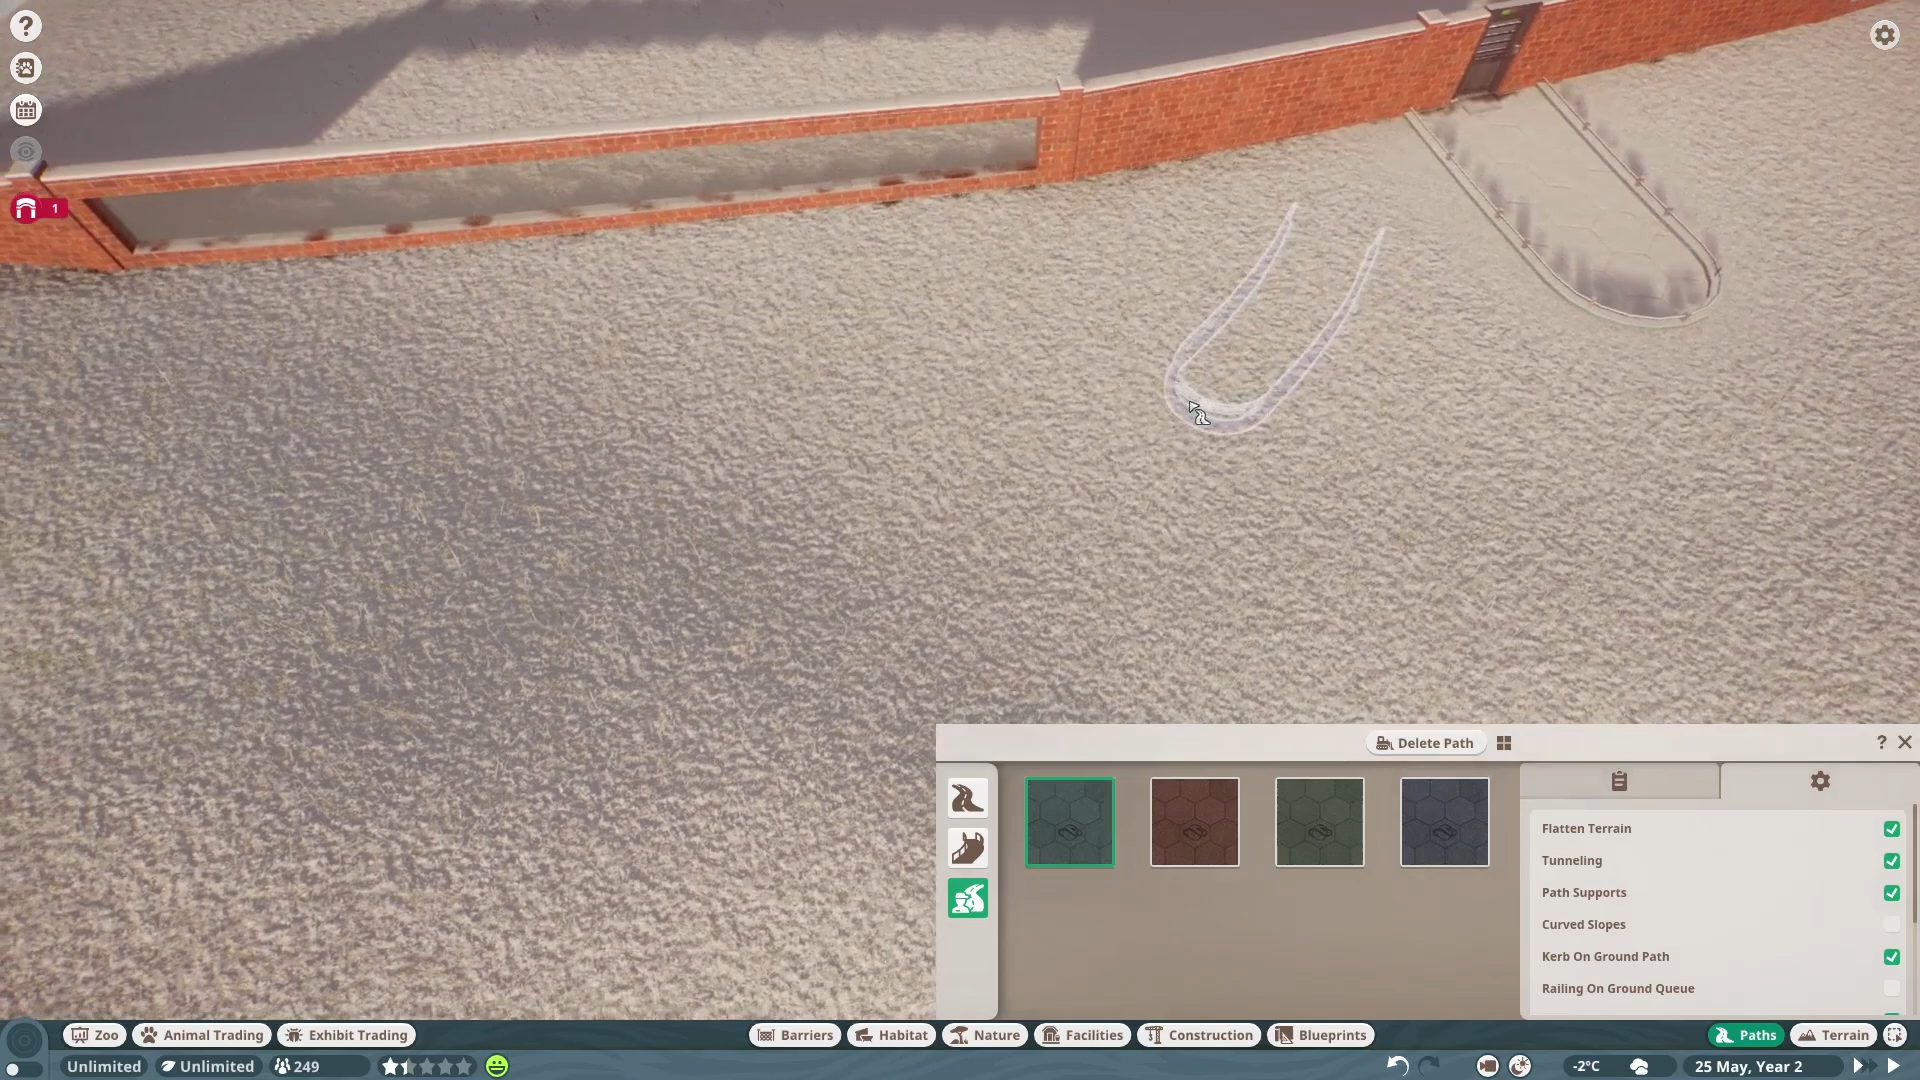 ?
1
Delete Path
?
Flatten Terrain
Tunneling
Path Supports
Curved Slopes
Kerb On Ground Path
Railing On Ground Queue
Zoo
Animal Trading
Exhibit Trading
Barriers
Habitat
Nature
Facilities
Construction
Blueprints
Paths
Terrain
Unlimited
Unlimited
249
-2°C
25 May, Year 2